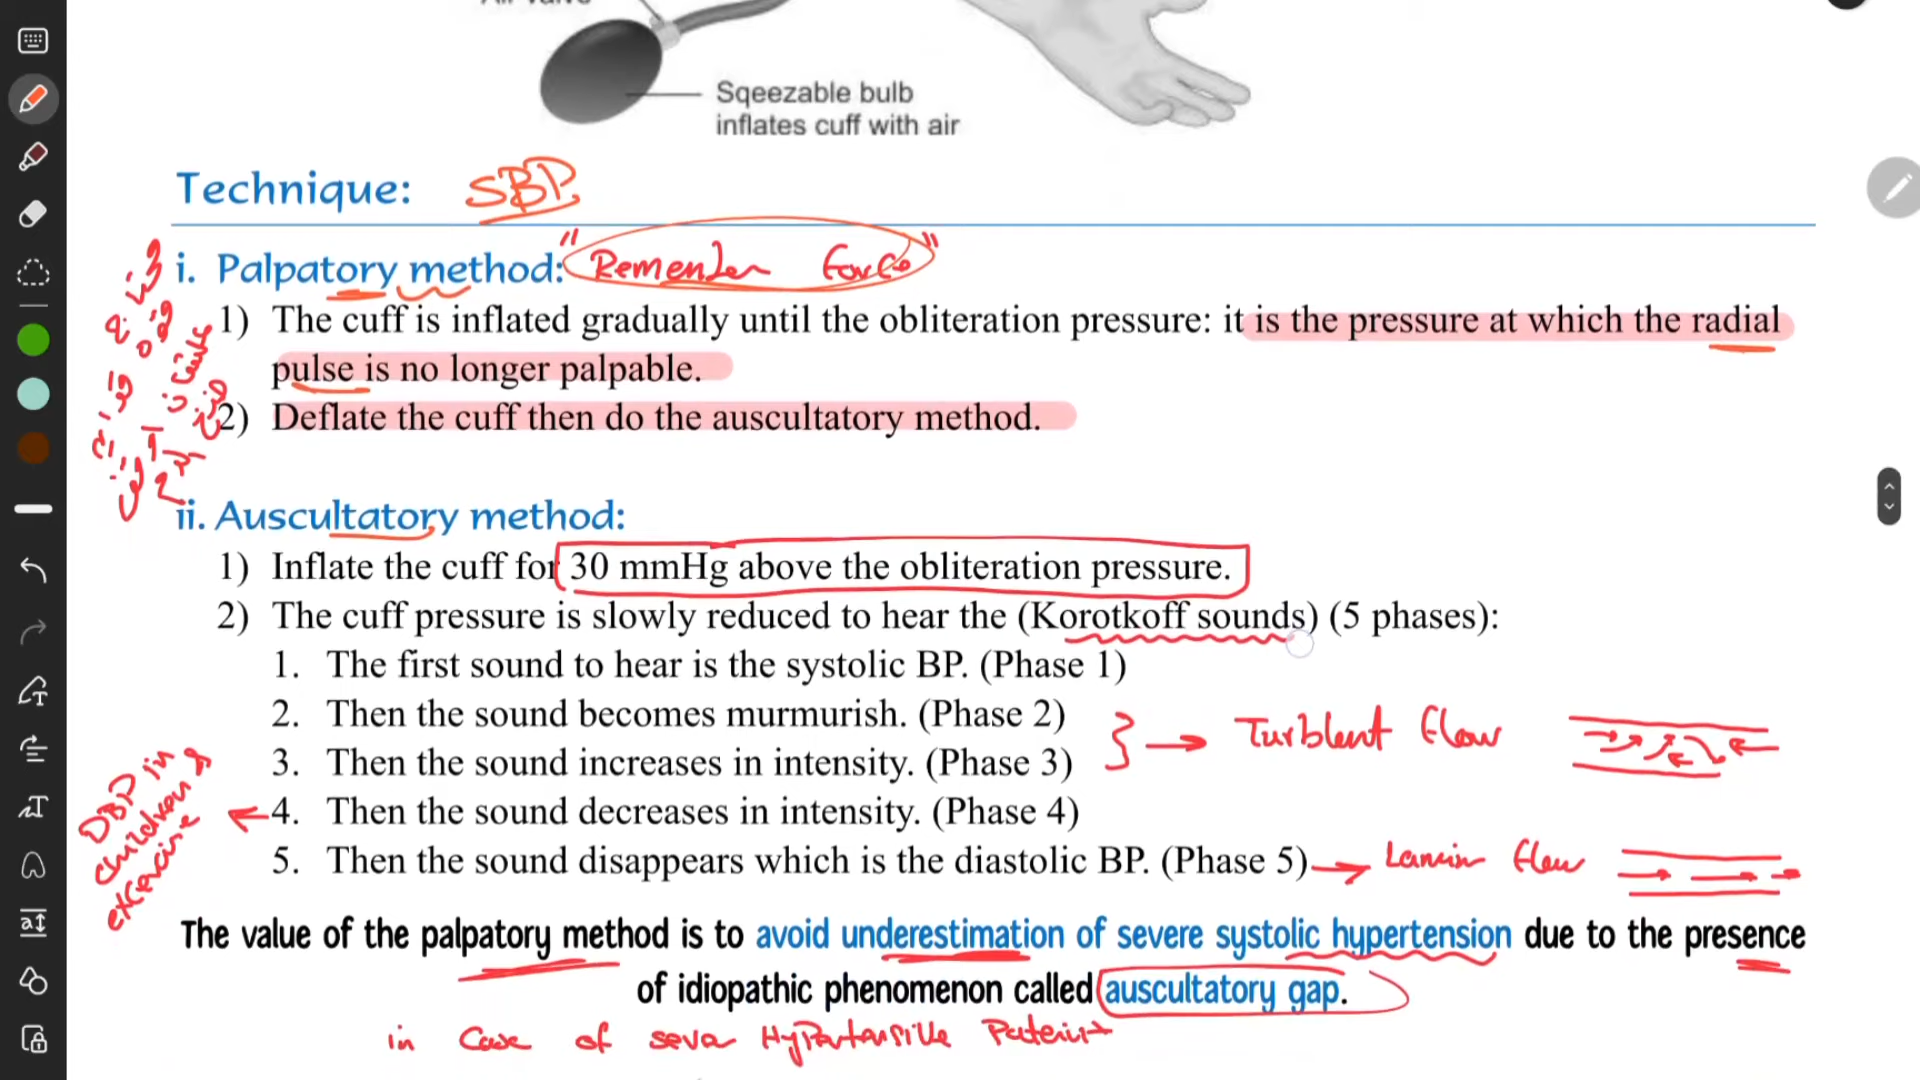 Sqeezable bulb
inflates cuff with air
Technique: SBP
i. Palpatory method: "Remember force"
1) The cuff is inflated gradually until the obliteration pressure: it is the pressure at which the radial
pulse is no longer palpable.
2) Deflate the cuff then do the auscultatory method.
ii. Auscultatory method:
1) Inflate the cuff for 30 mmHg above the obliteration pressure.
2) The cuff pressure is slowly reduced to hear the (Korotkoff sounds) (5 phases):
1. The first sound to hear is the systolic BP. (Phase 1)
2. Then the sound becomes murmurish. (Phase 2)
Turblent flow
3. Then the sound increases in intensity. (Phase 3)
DBP in
children &
excercise
4. Then the sound decreases in intensity. (Phase 4)
5. Then the sound disappears which is the diastolic BP. (Phase 5) flow
The value of the palpatory method is to avoid underestimation of severe systolic hypertension due to the presence
of idiopathic phenomenon called auscultatory gap.
in case of